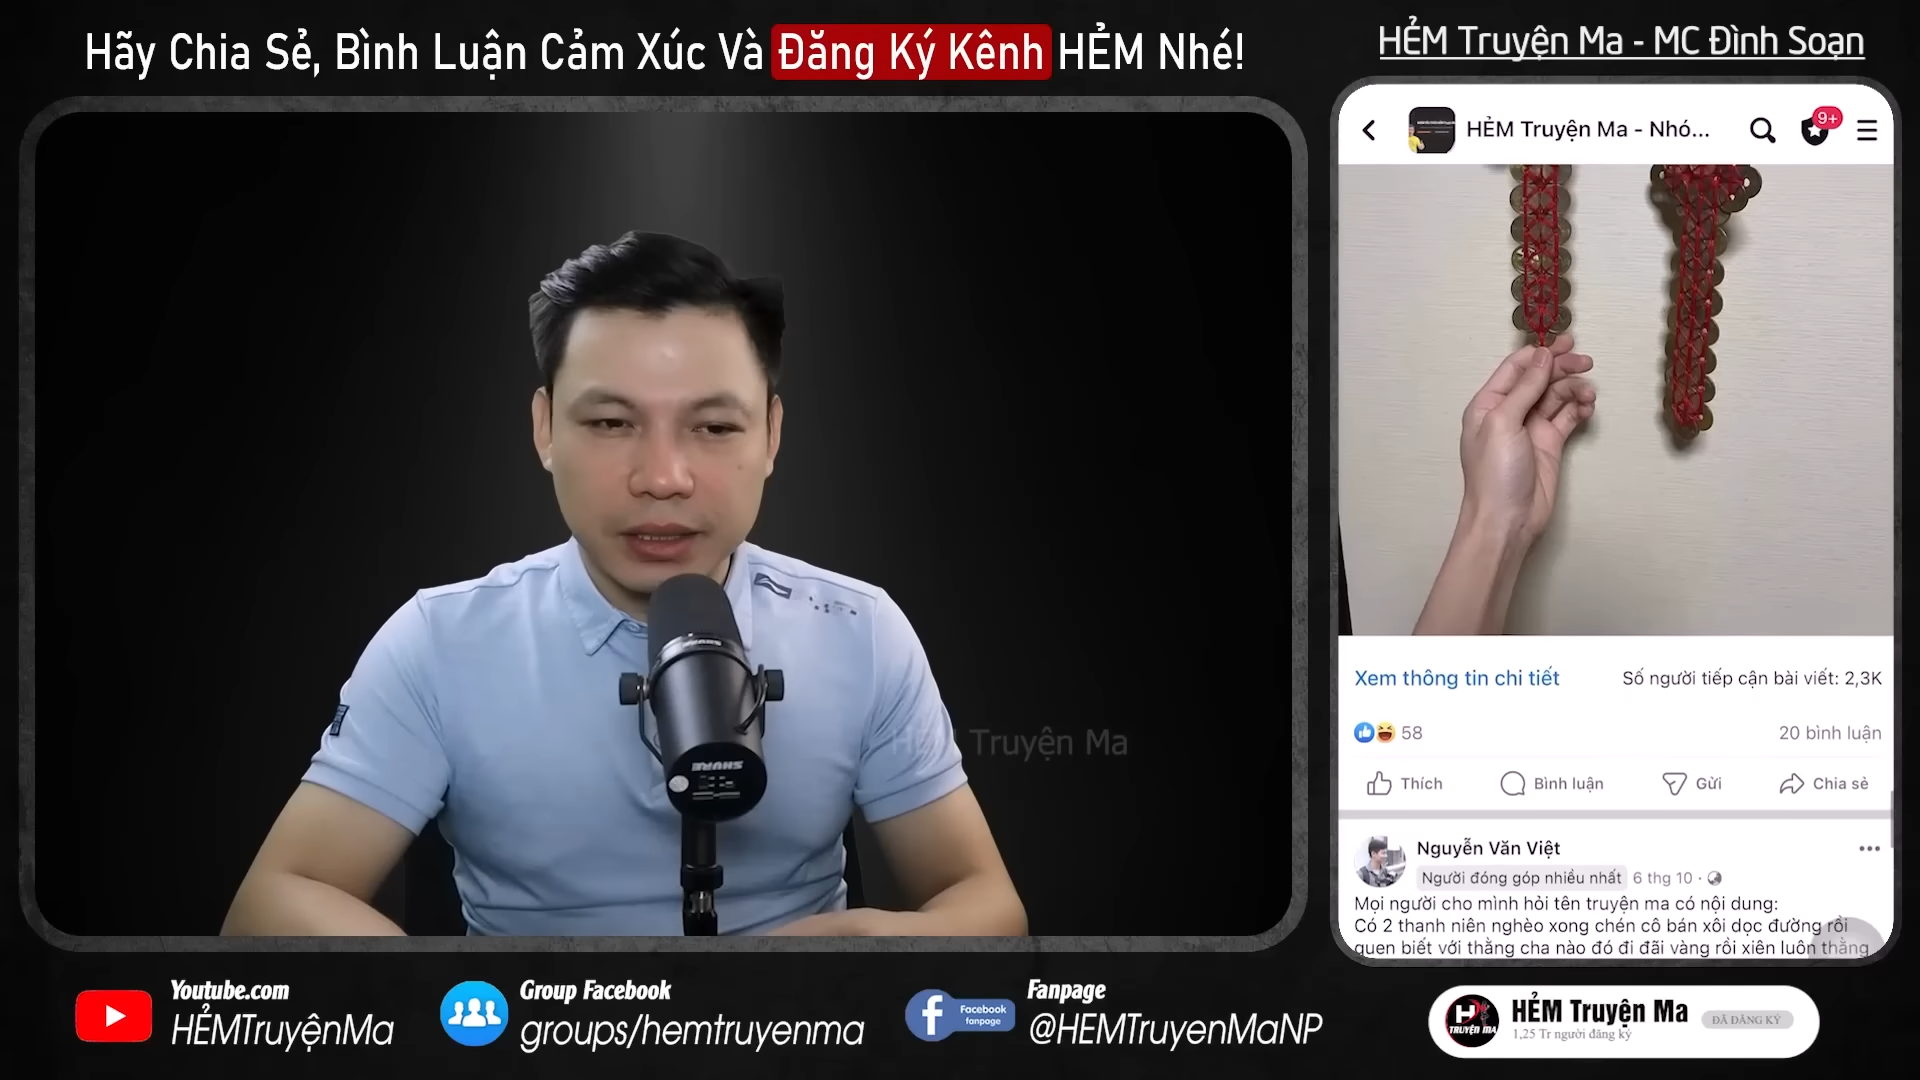 Hãy Chia Sẻ, Bình Luận Cảm Xúc Và Đăng Ký Kênh HẺM Nhé!
HẺM Truyện Ma - MC Đình Soạn
HẺM Truyện Ma - Nhó...
9+
Xem thông tin chi tiết
Số người tiếp cận bài viết: 2,3K
58
20 bình luận
Thích
Bình luận
Gửi
Chia sẻ
Nguyễn Văn Việt
Người đóng góp nhiều nhất 6 thg 10
Mọi người cho mình hỏi tên truyện ma có nội dung:
Có 2 thanh niên nghèo xong chén cô bán xôi dọc đường rồi
quen biết với thằng cha nào đó đi đãi vàng rồi xiên luôn thằng
HẺM Truyện Ma
SHURE
Youtube.com
HẺMTruyệnMa
Group Facebook
groups/hemtruyenma
Facebook
fanpage
Fanpage
@HEMTruyenMaNP
H
TRUYỆN MA
HẺM Truyện Ma
1,25 Tr người đăng ký
ĐÃ ĐĂNG KÝ